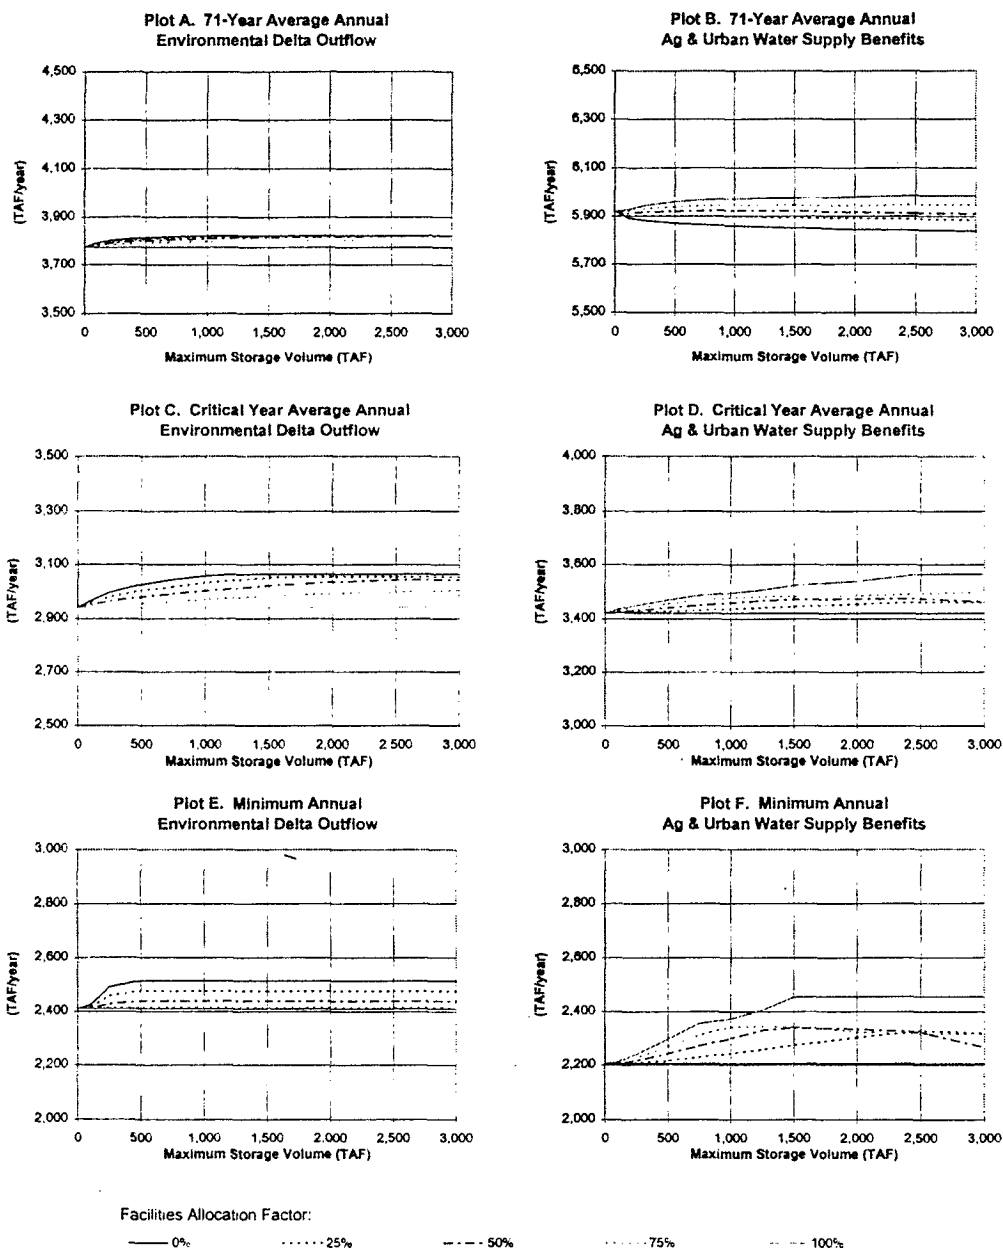 Plot A. 71-Year Average Annual
Environmental Delta Outflow
4,500
4,300
4,100
3,900
3,700
3,500
(TAF/year)
0 500 1,000 1,500 2,000 2,500 3,000
Maximum Storage Volume (TAF)
Plot B. 71-Year Average Annual
Ag & Urban Water Supply Benefits
6,500
6,300
6,100
5,900
5,700
5,500
(TAF/year)
0 500 1,000 1,500 2,000 2,500 3,000
Maximum Storage Volume (TAF)
Plot C. Critical Year Average Annual
Environmental Delta Outflow
3,500
3,300
3,100
2,900
2,700
2,500
(TAF/year)
0 500 1,000 1,500 2,000 2,500 3,000
Maximum Storage Volume (TAF)
Plot D. Critical Year Average Annual
Ag & Urban Water Supply Benefits
4,000
3,800
3,600
3,400
3,200
3,000
(TAF/year)
0 500 1,000 1,500 2,000 2,500 3,000
Maximum Storage Volume (TAF)
Plot E. Minimum Annual
Environmental Delta Outflow
3,000
2,800
2,600
2,400
2,200
2,000
(TAF/year)
0 500 1,000 1,500 2,000 2,500 3,000
Maximum Storage Volume (TAF)
Plot F. Minimum Annual
Ag & Urban Water Supply Benefits
3,000
2,800
2,600
2,400
2,200
2,000
(TAF/year)
0 500 1,000 1,500 2,000 2,500 3,000
Maximum Storage Volume (TAF)
Facilities Allocation Factor:
0% 25% 50% 75% 100%